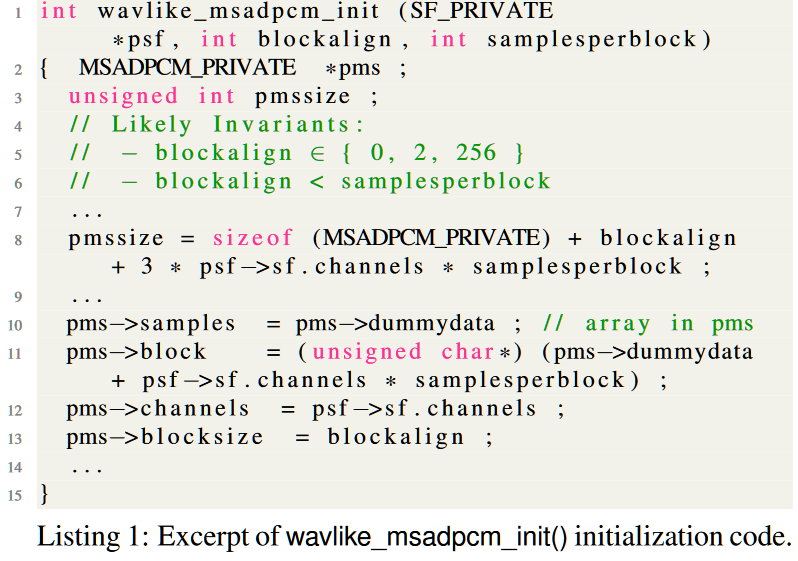 1 int wavlike_msadpcm_init (SF_PRIVATE
*psf, int blockalign, int samplesperblock)
2 { MSADPCM_PRIVATE *pms ;
3 unsigned int pmssize ;
4 // Likely Invariants:
5 // − blockalign ∈ { 0, 2, 256 }
6 // − blockalign < samplesperblock
7 ...
8 pmssize = sizeof (MSADPCM_PRIVATE) + blockalign
+ 3 * psf−>sf.channels * samplesperblock ;
9 ...
10 pms−>samples = pms−>dummydata ; // array in pms
11 pms−>block = (unsigned char*) (pms−>dummydata
+ psf−>sf.channels * samplesperblock) ;
12 pms−>channels = psf−>sf.channels ;
13 pms−>blocksize = blockalign ;
14 ...
15 }
Listing 1: Excerpt of wavlike_msadpcm_init() initialization code.